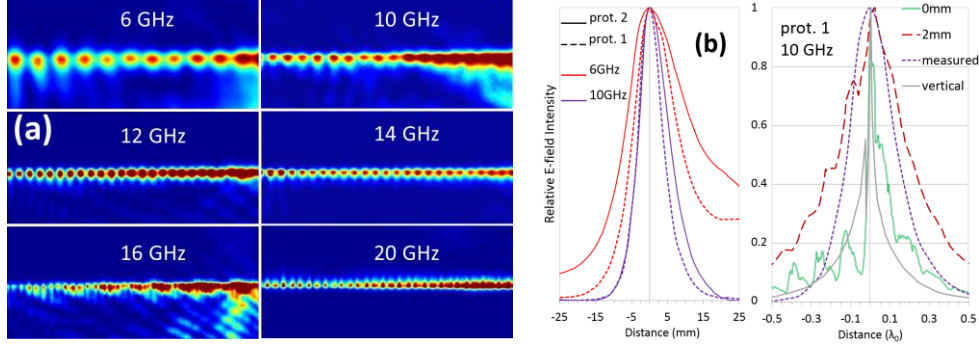 6 GHz
10 GHz
(a)
12 GHz
14 GHz
16 GHz
20 GHz
(b)
prot. 2
prot. 1
6GHz
10GHz
Relative E-field Intensity
-25 -15 -5 5 15 25
Distance (mm)
prot. 1
10 GHz
0mm
2mm
measured
vertical
1
0.8
0.6
0.4
0.2
0
-0.5 -0.3 -0.1 0.1 0.3 0.5
Distance (λ₀)